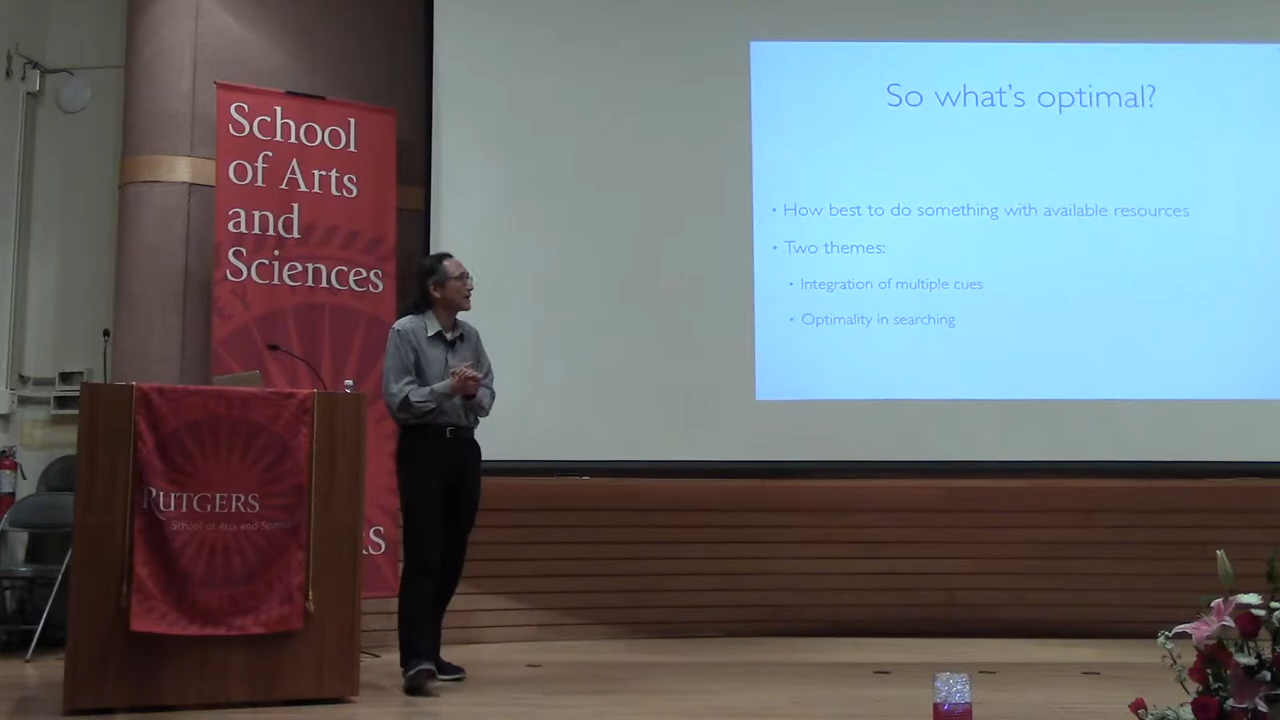 School
of Arts
and
Sciences
RS
RUTGERS
School of Arts and Sciences
So what's optimal?
• How best to do something with available resources
• Two themes:
• Integration of multiple cues
• Optimality in searching